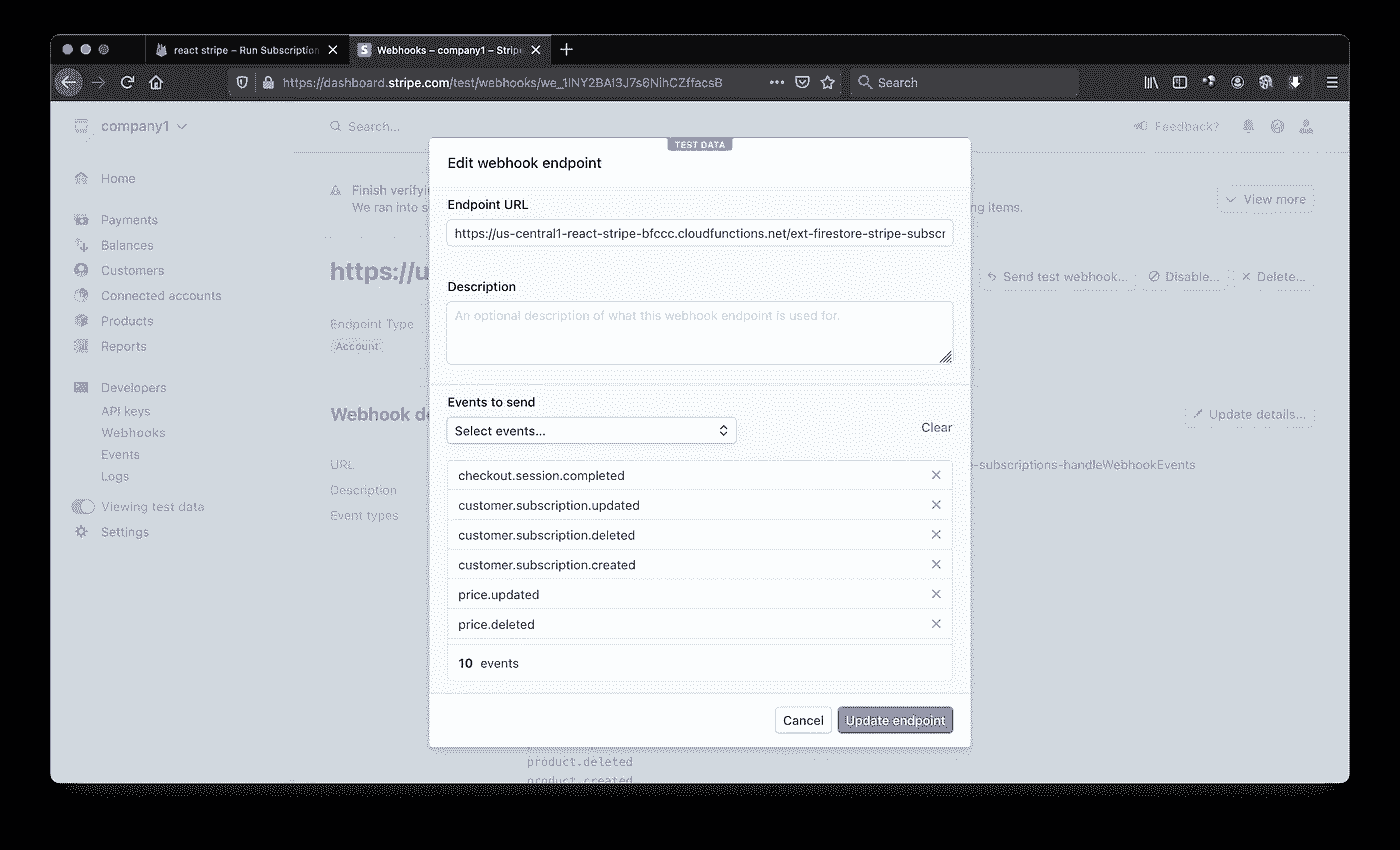 react stripe – Run Subscription
Webhooks – company1 – Strip
https://dashboard.stripe.com/test/webhooks/we_1INY2BAI3J7s6NihCZffacsB
Search
company1
Search...
Feedback?
TEST DATA
Edit webhook endpoint
Home
Payments
Balances
Customers
Connected accounts
Products
Reports
Developers
API keys
Webhooks
Events
Logs
Viewing test data
Settings
Finish verifyi
We ran into s
ng items.
View more
https://u
Send test webhook...
Disable...
Delete...
Endpoint Type
Account
Webhook de
Update details...
URL
e-subscriptions-handleWebhookEvents
Description
Event types
Endpoint URL
https://us-central1-react-stripe-bfccc.cloudfunctions.net/ext-firestore-stripe-subscr
Description
An optional description of what this webhook endpoint is used for.
Events to send
Select events...
Clear
checkout.session.completed
customer.subscription.updated
customer.subscription.deleted
customer.subscription.created
price.updated
price.deleted
10 events
Cancel
Update endpoint
product.deleted
product.created